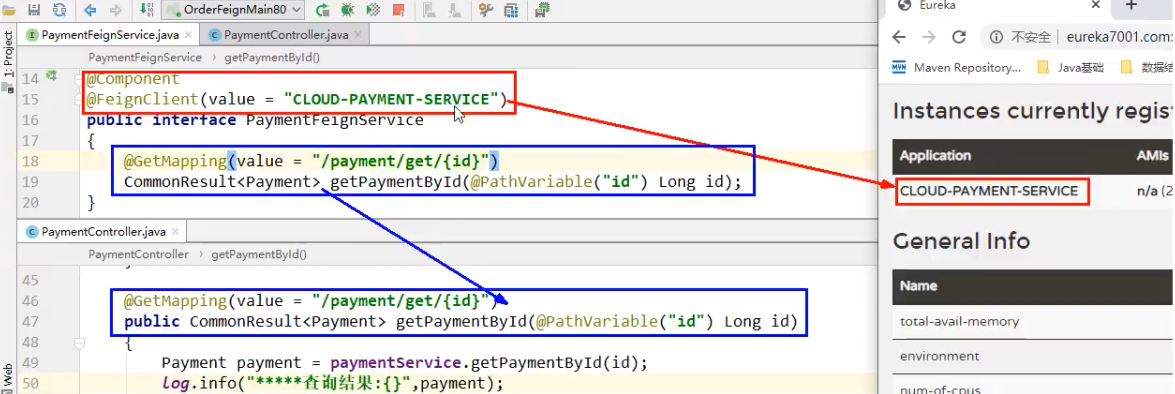 OrderFeignMain80
PaymentFeignService.java
PaymentController.java
PaymentFeignService
getPaymentById()
1: Project
14
@Component
15
@FeignClient(value = "CLOUD-PAYMENT-SERVICE")
16
public interface PaymentFeignService
17
{
18
@GetMapping(value = "/payment/get/{id}")
19
CommonResult<Payment> getPaymentById(@PathVariable("id") Long id);
20
}
PaymentController.java
PaymentController
getPaymentById()
45
46
@GetMapping(value = "/payment/get/{id}")
47
public CommonResult<Payment> getPaymentById(@PathVariable("id") Long id)
48
{
49
Payment payment = paymentService.getPaymentById(id);
50
log.info("*****查询结果:{}",payment);
Web
Eureka
不安全
eureka7001.com:
Maven Repository...
Java基础
数据结
Instances currently regis
Application
AMIs
CLOUD-PAYMENT-SERVICE
n/a (2
General Info
Name
total-avail-memory
environment
num-of-cpus